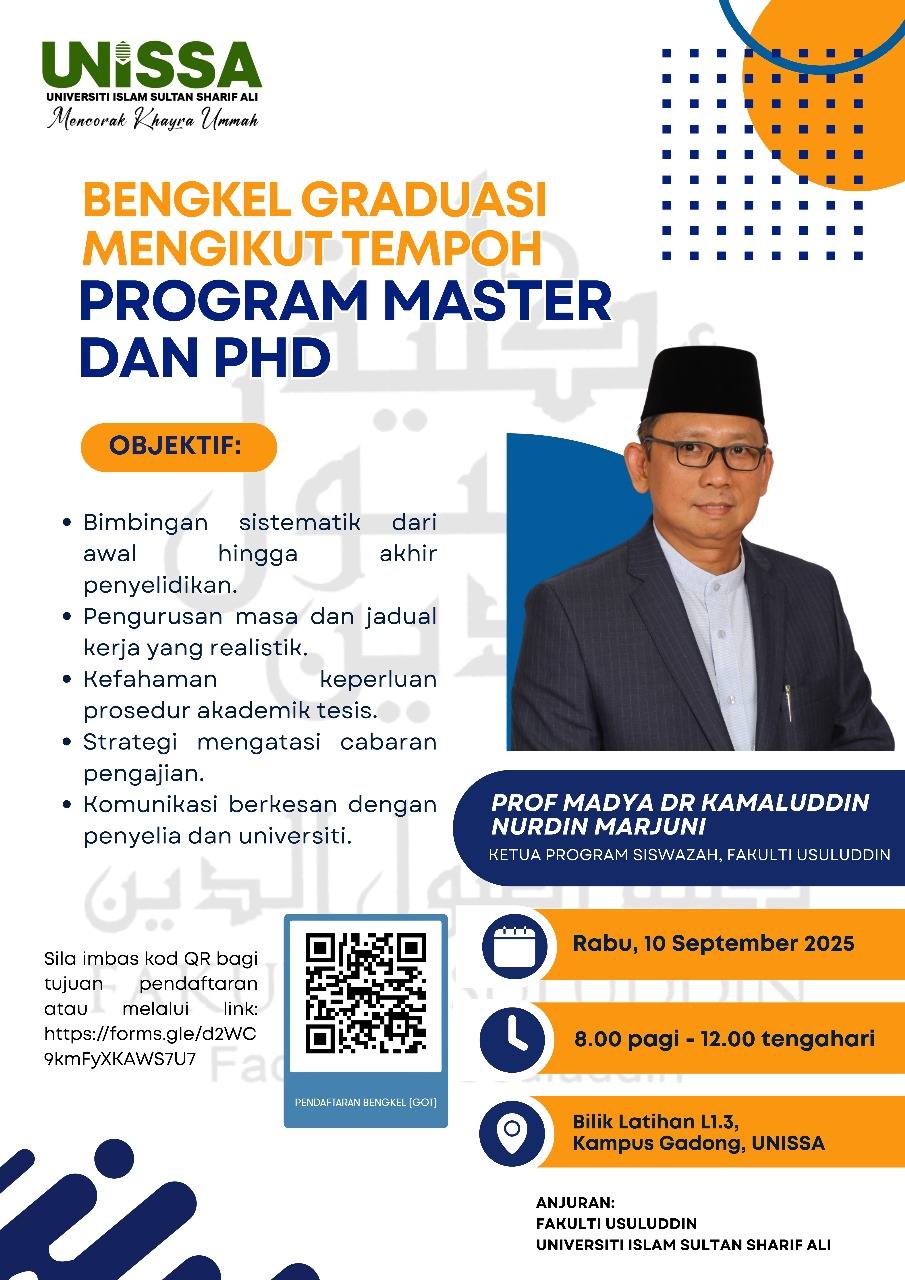 UNISSA
UNIVERSITI ISLAM SULTAN SHARIF ALI
Mencorak Khayra Ummah
BENGKEL GRADUASI
MENGIKUT TEMPOH
PROGRAM MASTER
DAN PHD
OBJEKTIF:
• Bimbingan sistematik dari
awal hingga akhir
penyelidikan.
• Pengurusan masa dan jadual
kerja yang realistik.
• Kefahaman keperluan
prosedur akademik tesis.
• Strategi mengatasi cabaran
pengajian.
• Komunikasi berkesan dengan
penyelia dan universiti.
PROF MADYA DR KAMALUDDIN
NURDIN MARJUNI
KETUA PROGRAM SISWAZAH, FAKULTI USULUDDIN
Sila imbas kod QR bagi
tujuan pendaftaran
atau melalui link:
https://forms.gle/d2WC
9kmFyXKAWS7U7
PENDAFTARAN BENGKEL [GOT]
Rabu, 10 September 2025
8.00 pagi - 12.00 tengahari
Bilik Latihan L1.3,
Kampus Gadong, UNISSA
ANJURAN:
FAKULTI USULUDDIN
UNIVERSITI ISLAM SULTAN SHARIF ALI